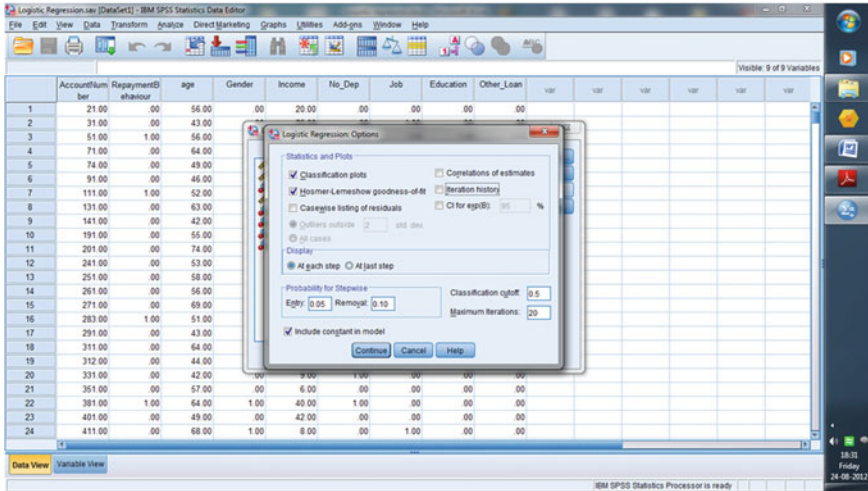 Logistic Regression.sav [DataSet1] - IBM SPSS Statistics Data Editor
File Edit View Data Transform Analyze Direct Marketing Graphs Utilities Add-ons Window Help
Visible: 9 of 9 Variables
AccountNumber RepaymentBehaviour age Gender Income No_Dep Job Education Other_Loan var var var var var
1 21.00 .00 56.00 .00 20.00 .00 .00 .00 .00
2 31.00 .00 43.00
3 51.00 1.00 56.00
4 71.00 .00 64.00
5 74.00 .00 49.00
6 91.00 .00 46.00
7 111.00 1.00 52.00
8 131.00 .00 63.00
9 141.00 .00 42.00
10 191.00 .00 55.00
11 201.00 .00 74.00
12 241.00 .00 53.00
13 251.00 .00 58.00
14 261.00 .00 56.00
15 271.00 .00 69.00
16 283.00 1.00 51.00
17 291.00 .00 43.00
18 311.00 .00 64.00
19 312.00 .00 44.00
20 331.00 .00 42.00 .00 9.00 1.00 .00 .00 .00
21 351.00 .00 57.00 .00 6.00 .00 .00 .00 .00
22 381.00 1.00 64.00 1.00 40.00 1.00 .00 .00 .00
23 401.00 .00 49.00 .00 42.00 .00 .00 .00 .00
24 411.00 .00 68.00 1.00 8.00 .00 1.00 .00 .00
Logistic Regression: Options
Statistics and Plots
Classification plots
Correlations of estimates
Hosmer-Lemeshow goodness-of-fit
Iteration history
Casewise listing of residuals
CI for exp(B): 95 %
Outliers outside 2 std. dev.
All cases
Display
At each step At last step
Probability for Stepwise
Entry: 0.05 Removal: 0.10
Classification cutoff: 0.5
Maximum Iterations: 20
Include constant in model
Continue Cancel Help
Data View Variable View
IBM SPSS Statistics Processor is ready
18:31
Friday
24-08-2012